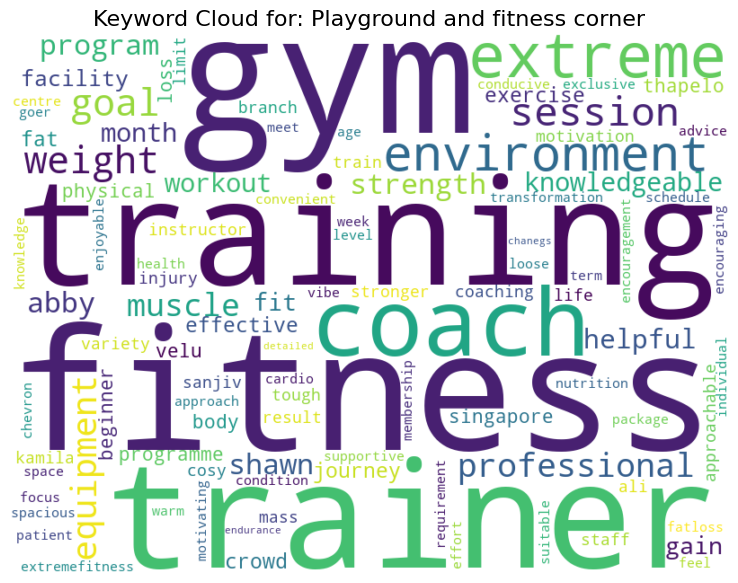 Keyword Cloud for: Playground and fitness corner
program
loss
limit
gym
extreme
facility
conducive
exclusive
thapelo
centre
goer
goal
branch
exercise
session
month
meet
age
motivation
advice
fat
environment
weight
train
physical
workout
strength
knowledgeable
convenient
transformation
schedule
training
knowledge
enjoyable
instructor
week
level
chanegs
encouragement
encouraging
health
loose
injury
term
vibe
stronger
coaching
life
abby
muscle
fit
coach
effective
helpful
variety
velu
detailed
fitness
chevron
equipment
beginner
sanjiv
cardio
approach
tough
membership
nutrition
approachable
individual
body
result
singapore
package
kamila
programme
supportive
space
cosy
shawn
journey
professional
trainer
condition
ali
focus
spacious
warm
motivating
mass
requirement
effort
suitable
staff
fatloss
patient
endurance
crowd
gain
extremefitness
feel